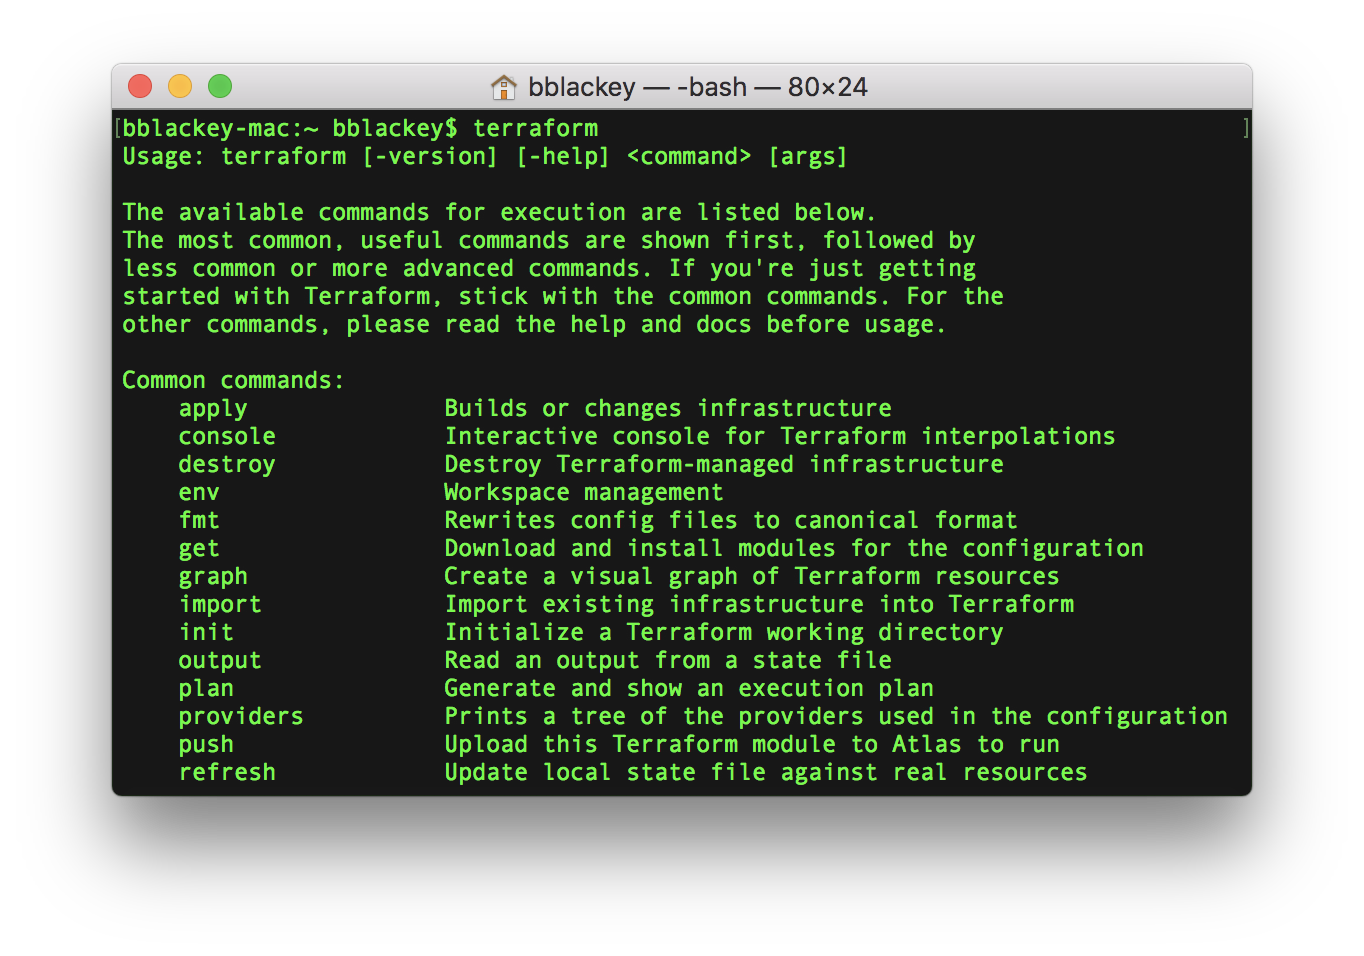 bblackey — -bash — 80×24
[bblackey-mac:~ bblackey$ terraform ]
Usage: terraform [-version] [-help] <command> [args]
The available commands for execution are listed below.
The most common, useful commands are shown first, followed by
less common or more advanced commands. If you're just getting
started with Terraform, stick with the common commands. For the
other commands, please read the help and docs before usage.
Common commands:
apply Builds or changes infrastructure
console Interactive console for Terraform interpolations
destroy Destroy Terraform-managed infrastructure
env Workspace management
fmt Rewrites config files to canonical format
get Download and install modules for the configuration
graph Create a visual graph of Terraform resources
import Import existing infrastructure into Terraform
init Initialize a Terraform working directory
output Read an output from a state file
plan Generate and show an execution plan
providers Prints a tree of the providers used in the configuration
push Upload this Terraform module to Atlas to run
refresh Update local state file against real resources